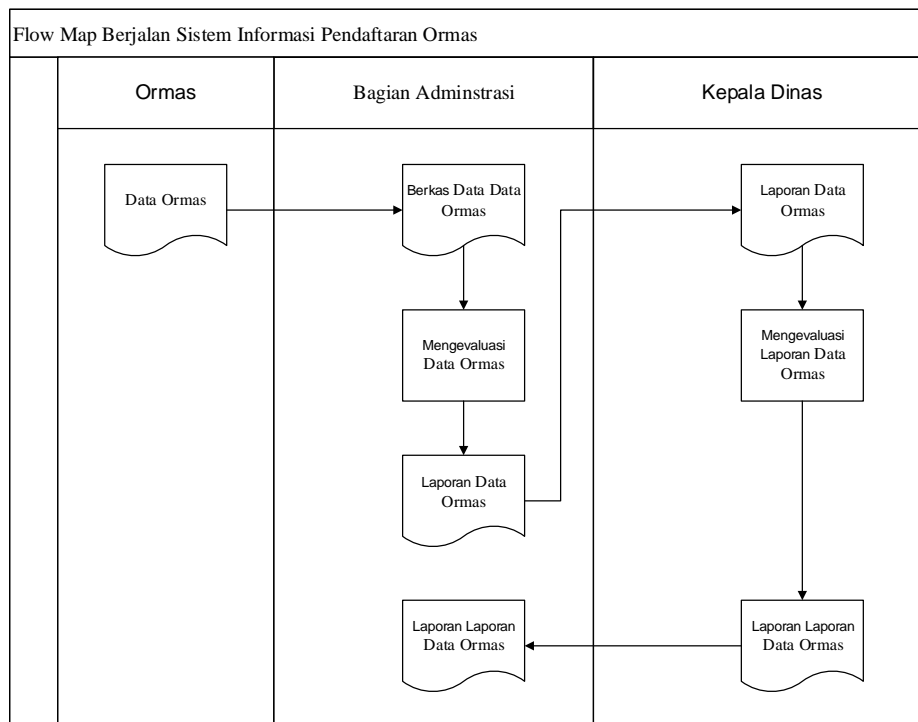 Flow Map Berjalan Sistem Informasi Pendaftaran Ormas
Ormas
Bagian Adminstrasi
Kepala Dinas
Data Ormas
Berkas Data Data
Ormas
Laporan Data
Ormas
Mengevaluasi
Data Ormas
Mengevaluasi
Laporan Data
Ormas
Laporan Data
Ormas
Laporan Laporan
Data Ormas
Laporan Laporan
Data Ormas